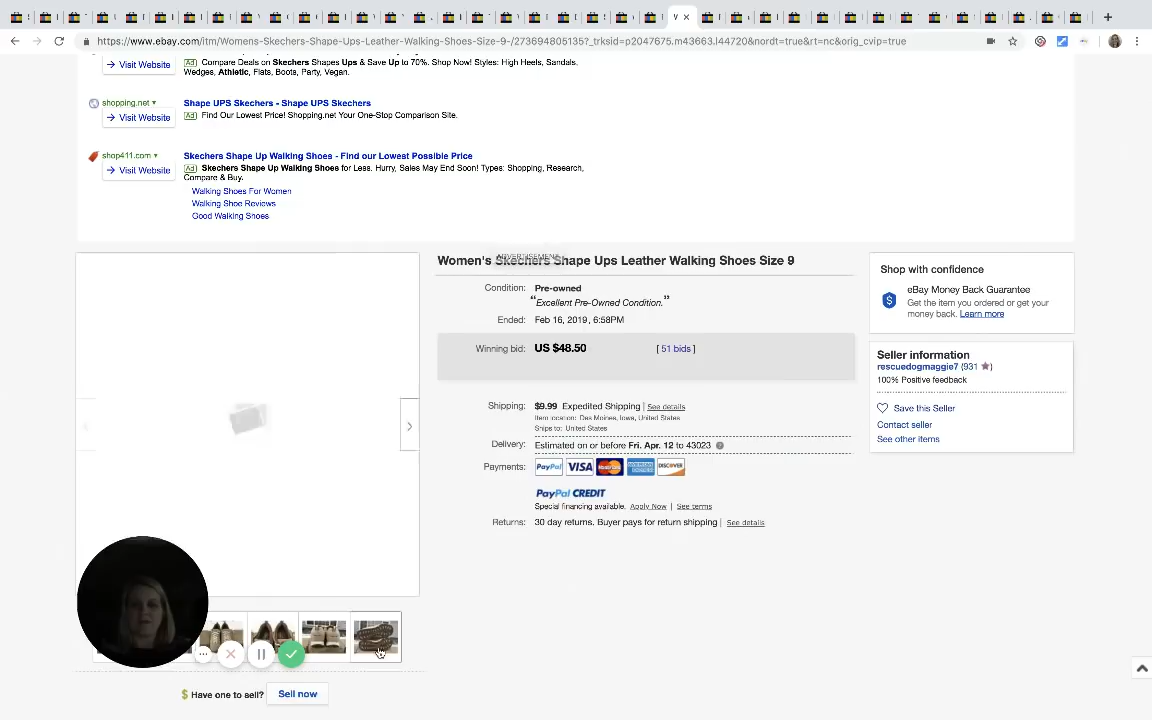 https://www.ebay.com/itm/Womens-Skechers-Shape-Ups-Leather-Walking-Shoes-Size-9-/273694805135?_trksid=p2047675.m43663.l44720&nordt=true&rt=nc&orig_cvip=true
→ Visit Website
Ad Compare Deals on Skechers Shapes Ups & Save Up to 70%. Shop Now! Styles: High Heels, Sandals,
Wedges, Athletic, Flats, Boots, Party, Vegan.
shopping.net
Shape UPS Skechers - Shape UPS Skechers
→ Visit Website
Ad Find Our Lowest Price! Shopping.net Your One-Stop Comparison Site.
shop411.com
Skechers Shape Up Walking Shoes - Find our Lowest Possible Price
→ Visit Website
Ad Skechers Shape Up Walking Shoes for Less. Hurry, Sales May End Soon! Types: Shopping, Research,
Compare & Buy.
Walking Shoes For Women
Walking Shoe Reviews
Good Walking Shoes
ADVERTISEMENT
Women's Skechers Shape Ups Leather Walking Shoes Size 9
Condition: Pre-owned
“Excellent Pre-Owned Condition.”
Ended: Feb 16, 2019, 6:58PM
Winning bid: US $48.50 [ 51 bids ]
Shipping: $9.99 Expedited Shipping | See details
Item location: Des Moines, Iowa, United States
Ships to: United States
Delivery: Estimated on or before Fri. Apr. 12 to 43023
Payments: PayPal VISA MasterCard AMERICAN EXPRESS DISCOVER
PayPal CREDIT
Special financing available. Apply Now | See terms
Returns: 30 day returns. Buyer pays for return shipping | See details
Shop with confidence
eBay Money Back Guarantee
Get the item you ordered or get your
money back. Learn more
Seller information
rescuedogmaggie7 (931 ★)
100% Positive feedback
Save this Seller
Contact seller
See other items
$ Have one to sell? Sell now